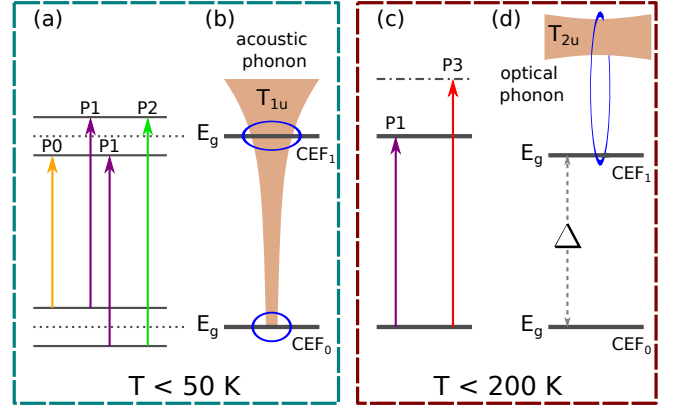 (a)
(b)
acoustic
phonon
P1
P2
T1u
P0
P1
Eg
CEF1
Eg
CEF0
T < 50 K
(c)
(d)
T2u
P3
optical
phonon
P1
Eg
CEF1
Δ
Eg
CEF0
T < 200 K